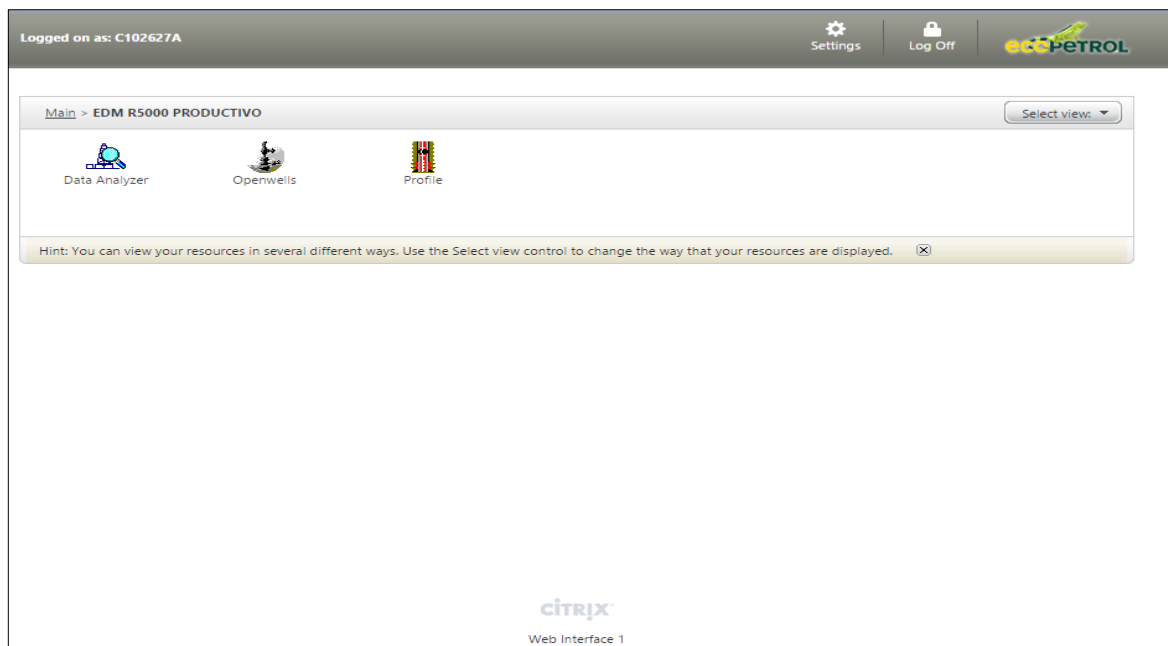 Logged on as: C102627A
Settings
Log Off
ecopetrol
Main > EDM R5000 PRODUCTIVO
Select view:
Data Analyzer
Openwells
Profile
Hint: You can view your resources in several different ways. Use the Select view control to change the way that your resources are displayed.
CITRIX
Web Interface 1